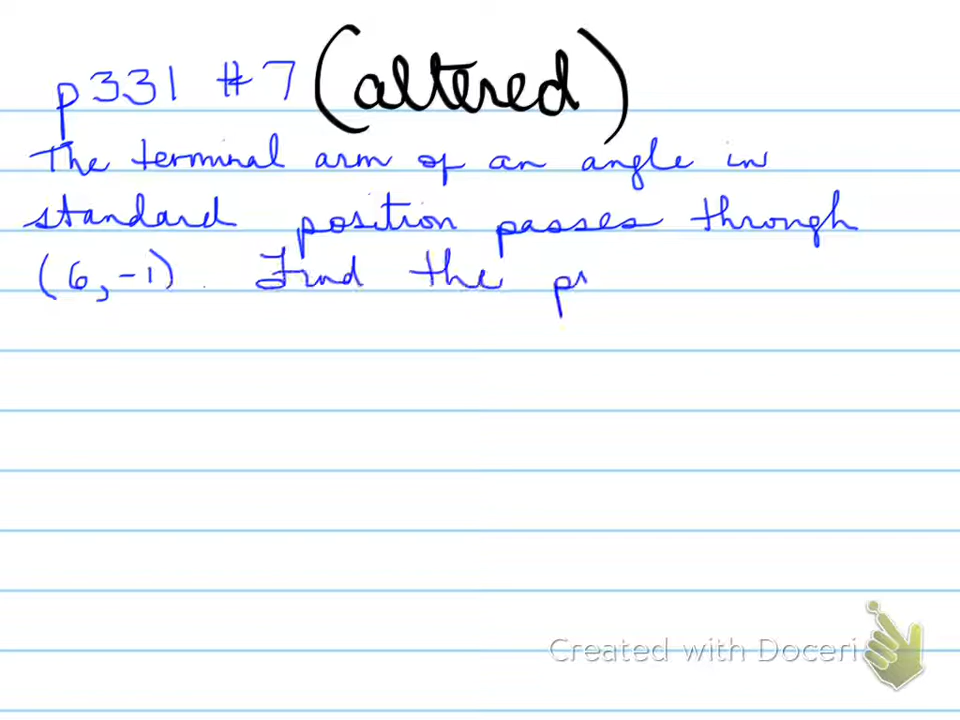 p331 #7 (altered)
The terminal arm of an angle in
standard position passes through
(6, -1). Find the pr
Created with Doceri